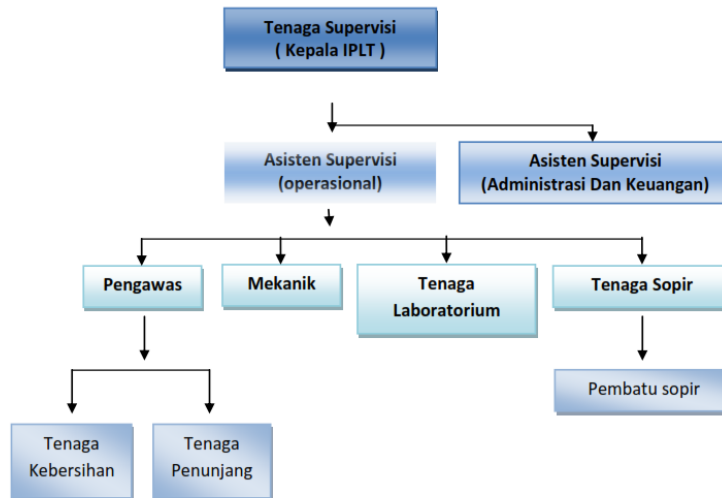 Tenaga Supervisi
( Kepala IPLT )
Asisten Supervisi
(operasional)
Asisten Supervisi
(Administrasi Dan Keuangan)
Pengawas
Mekanik
Tenaga
Laboratorium
Tenaga Sopir
Pembatu sopir
Tenaga
Kebersihan
Tenaga
Penunjang